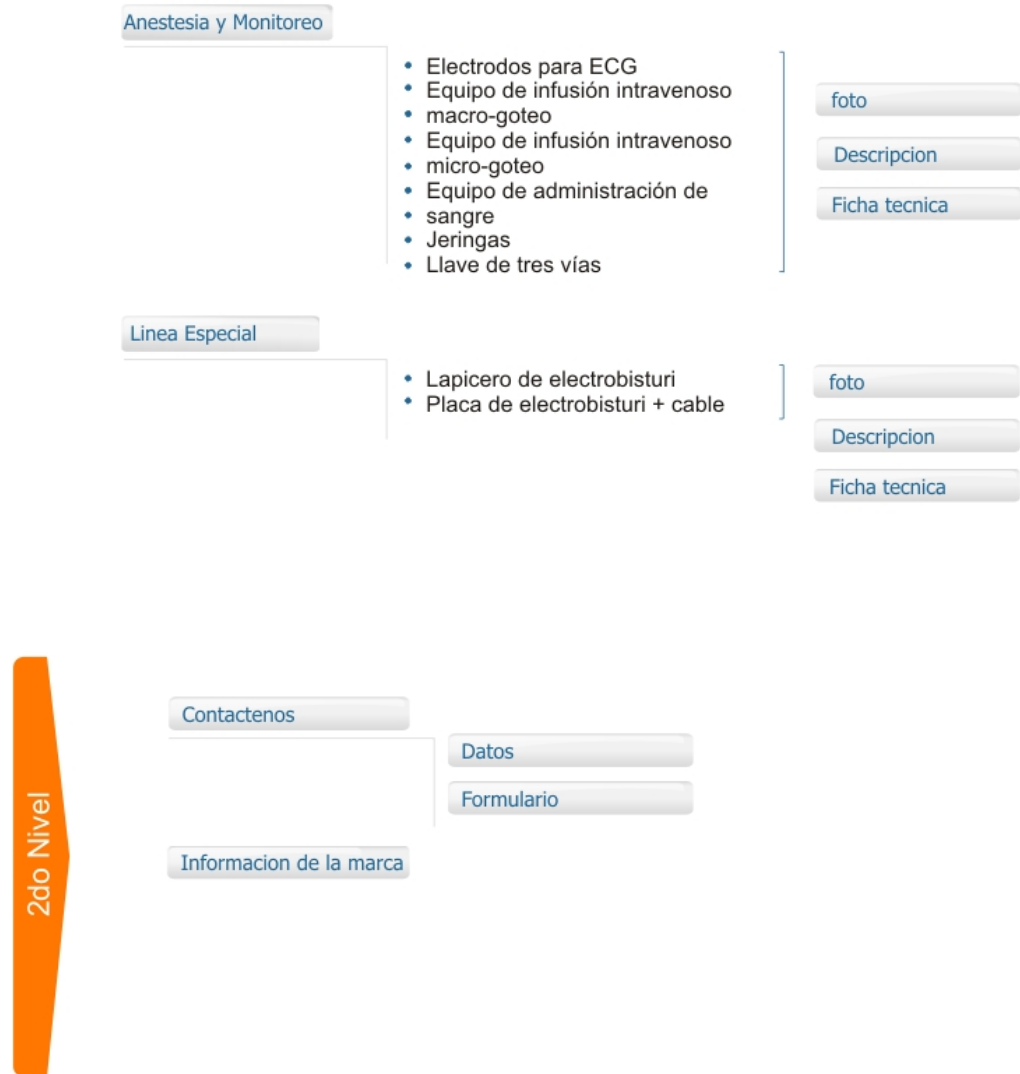 Anestesia y Monitoreo
• Electrodos para ECG
• Equipo de infusión intravenoso
• macro-goteo
• Equipo de infusión intravenoso
• micro-goteo
• Equipo de administración de
• sangre
• Jeringas
• Llave de tres vías
foto
Descripcion
Ficha tecnica
Linea Especial
• Lapicero de electrobisturi
• Placa de electrobisturi + cable
foto
Descripcion
Ficha tecnica
2do Nivel
Contactenos
Datos
Formulario
Informacion de la marca